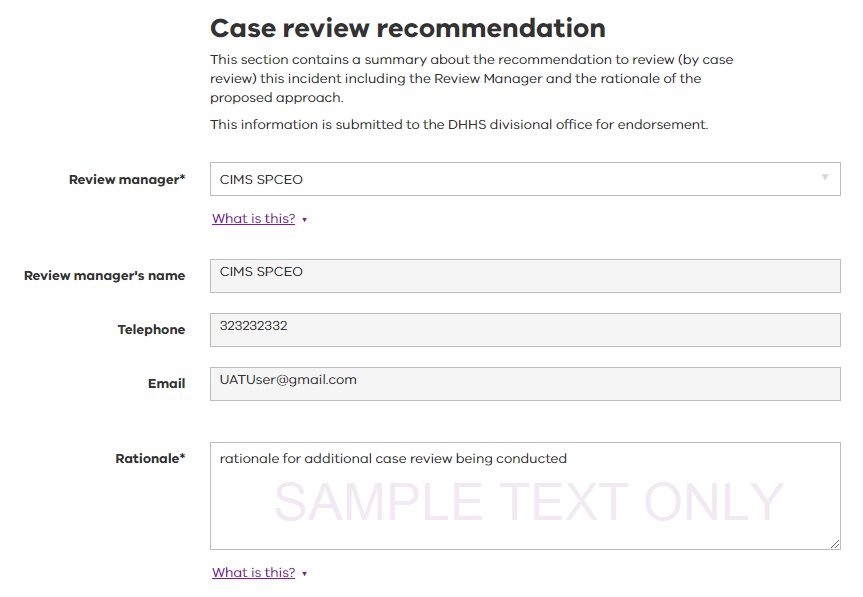 Case review recommendation
This section contains a summary about the recommendation to review (by case
review) this incident including the Review Manager and the rationale of the
proposed approach.
This information is submitted to the DHHS divisional office for endorsement.
Review manager* CIMS SPCEO
What is this?
Review manager's name CIMS SPCEO
Telephone 323232332
Email UATUser@gmail.com
Rationale* rationale for additional case review being conducted
SAMPLE TEXT ONLY
What is this?